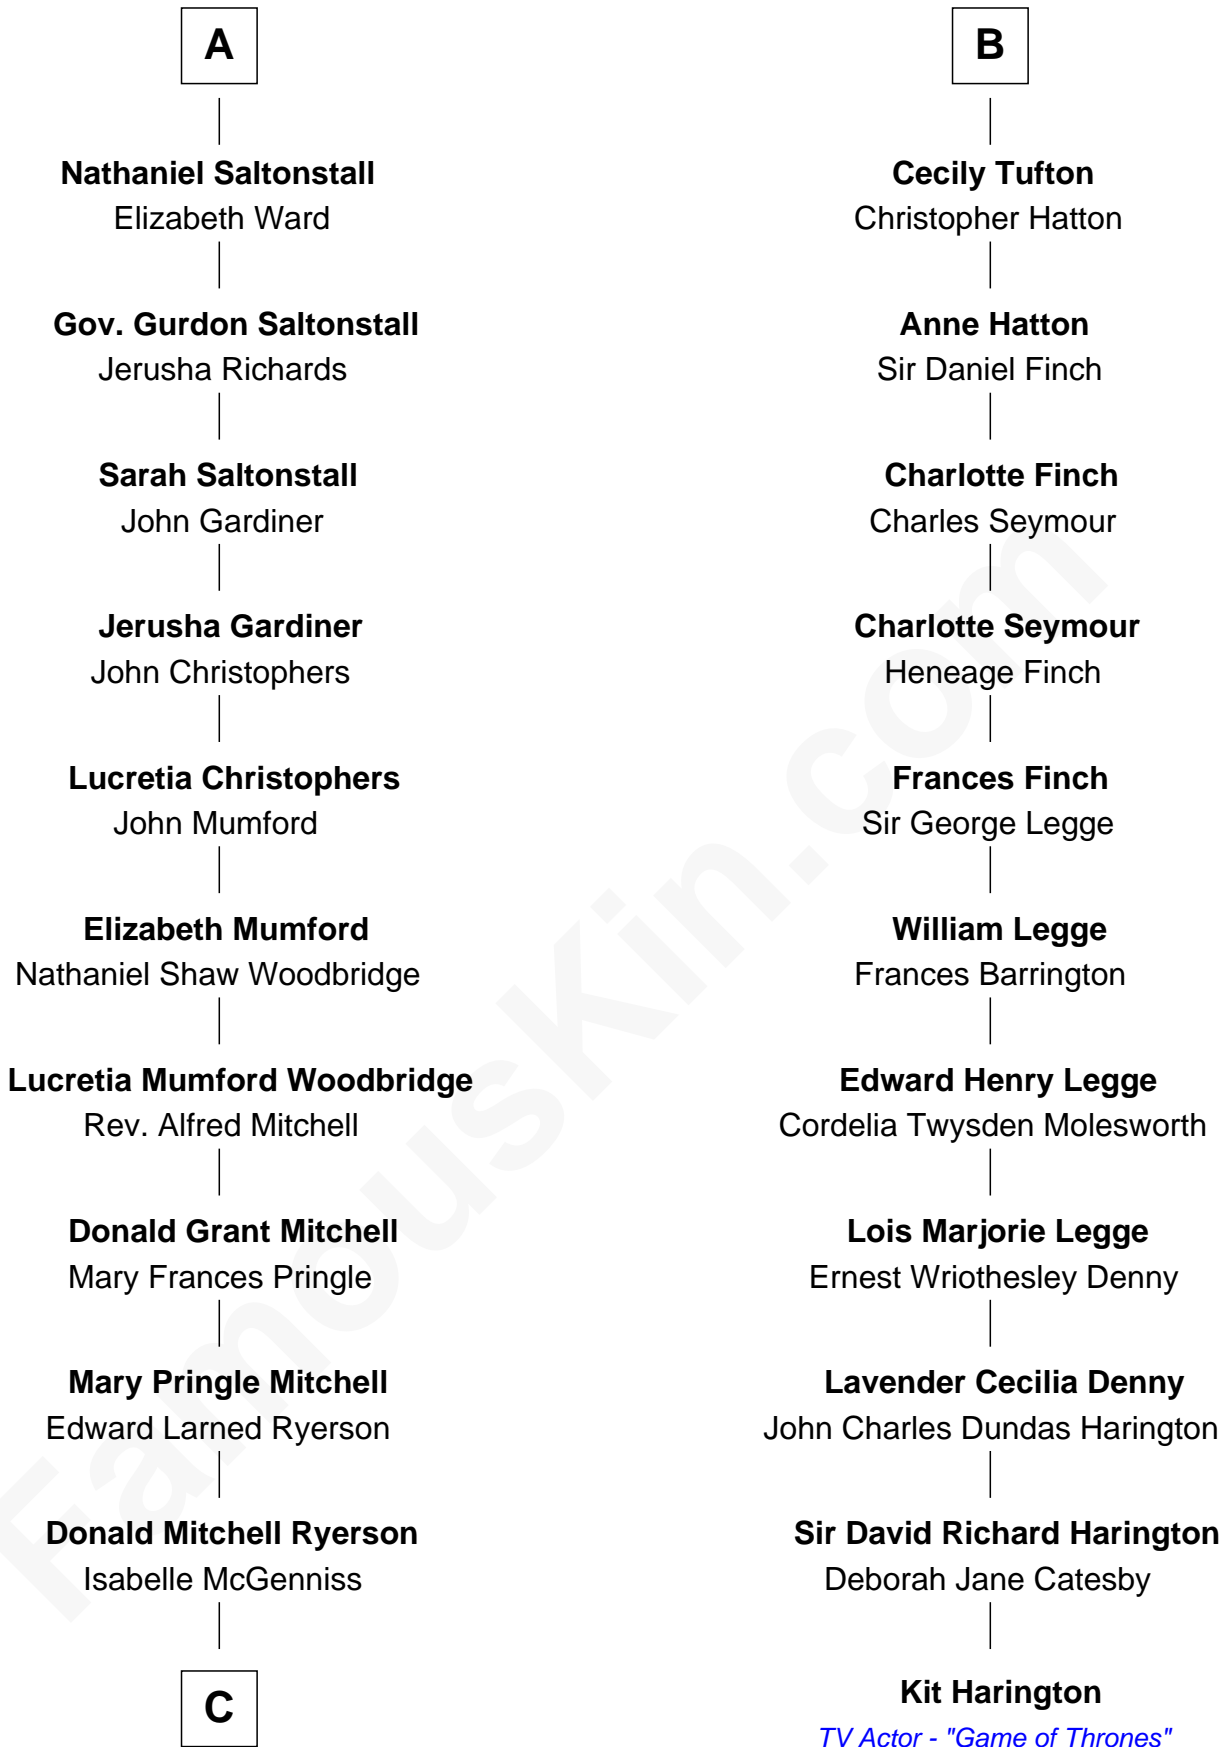 A
Nathaniel Saltonstall
Elizabeth Ward
Gov. Gurdon Saltonstall
Jerusha Richards
Sarah Saltonstall
John Gardiner
Jerusha Gardiner
John Christophers
Lucretia Christophers
John Mumford
Elizabeth Mumford
Nathaniel Shaw Woodbridge
Lucretia Mumford Woodbridge
Rev. Alfred Mitchell
Donald Grant Mitchell
Mary Frances Pringle
Mary Pringle Mitchell
Edward Larned Ryerson
Donald Mitchell Ryerson
Isabelle McGenniss
C
B
Cecily Tufton
Christopher Hatton
Anne Hatton
Sir Daniel Finch
Charlotte Finch
Charles Seymour
Charlotte Seymour
Heneage Finch
Frances Finch
Sir George Legge
William Legge
Frances Barrington
Edward Henry Legge
Cordelia Twysden Molesworth
Lois Marjorie Legge
Ernest Wriothesley Denny
Lavender Cecilia Denny
John Charles Dundas Harington
Sir David Richard Harington
Deborah Jane Catesby
Kit Harington
TV Actor - "Game of Thrones"
FamousKin.com